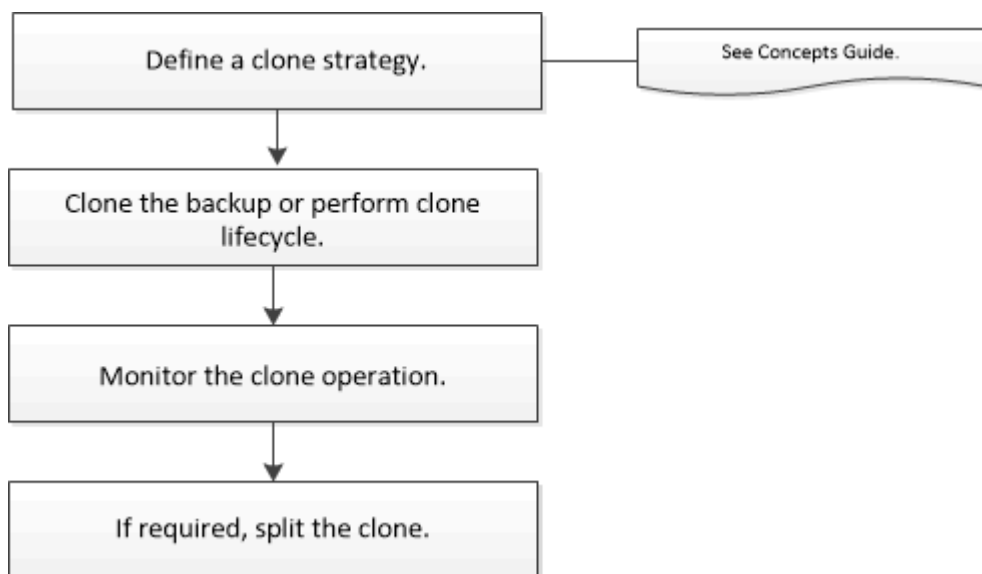 Define a clone strategy.
See Concepts Guide.
Clone the backup or perform clone
lifecycle.
Monitor the clone operation.
If required, split the clone.